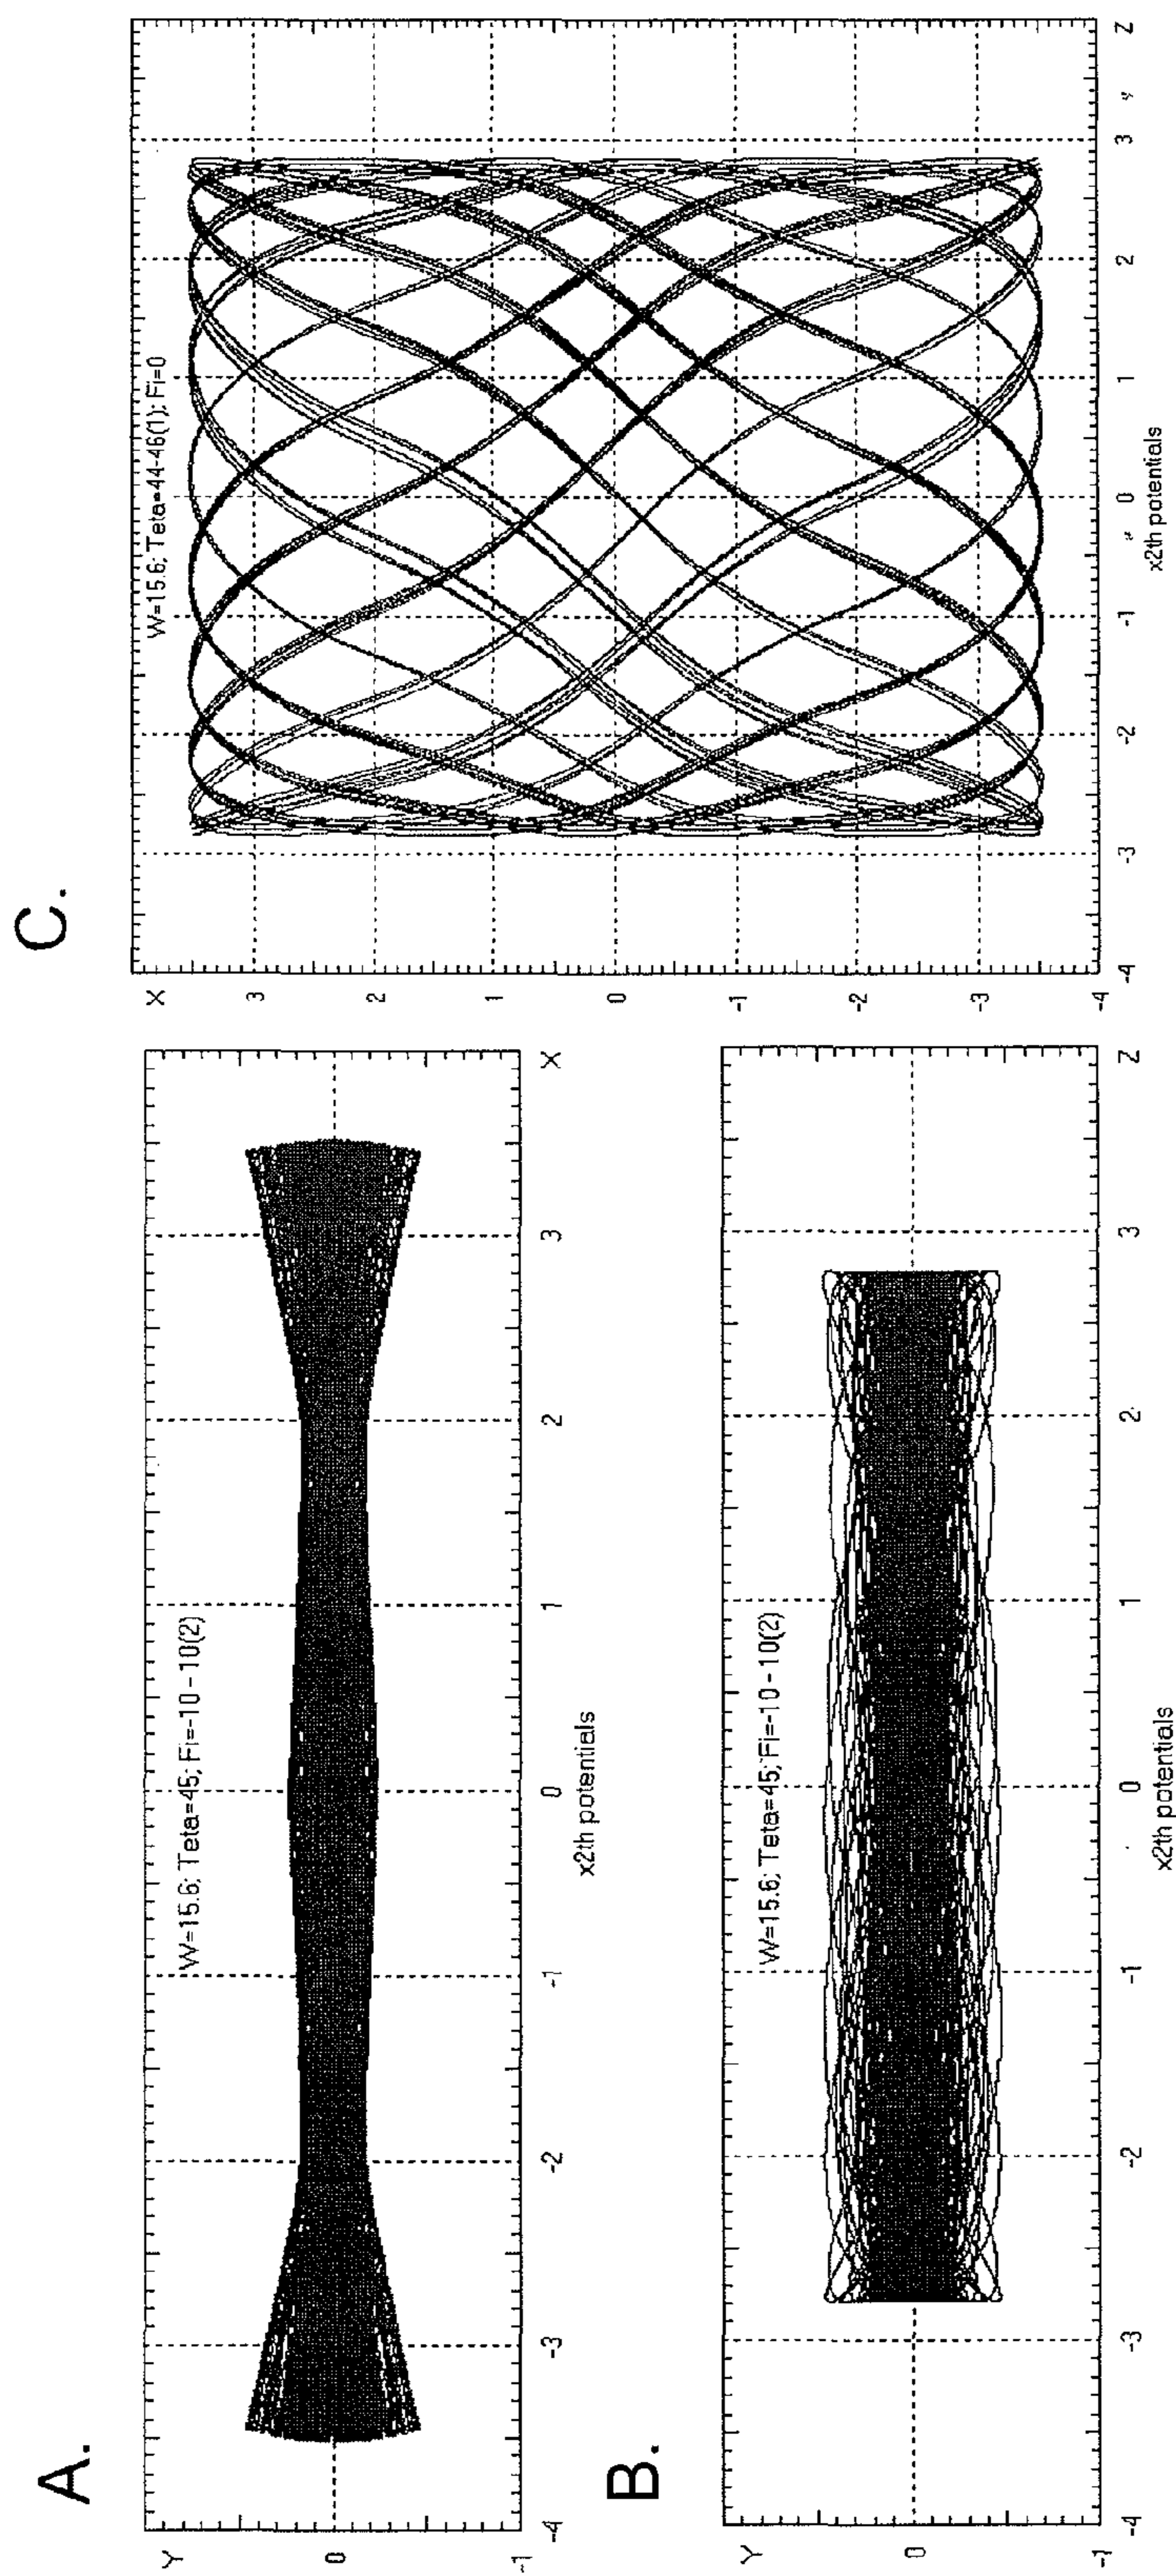 A.
Y
0
-1
W=15.6; Teta=45; Fi=-10 - 10(2)
-4
-3
-2
-1
0
1
2
3
X
x2th potentials
B.
Y
0
-1
W=15.6; Teta=45; Fi=-10 - 10(2)
-4
-3
-2
-1
0
1
2
3
Z
x2th potentials
C.
X
3
2
1
0
-1
-2
-3
-4
W=15.6; Teta=44-46(1); Fi=0
-4
-3
-2
-1
0
1
2
3
Z
x2th potentials